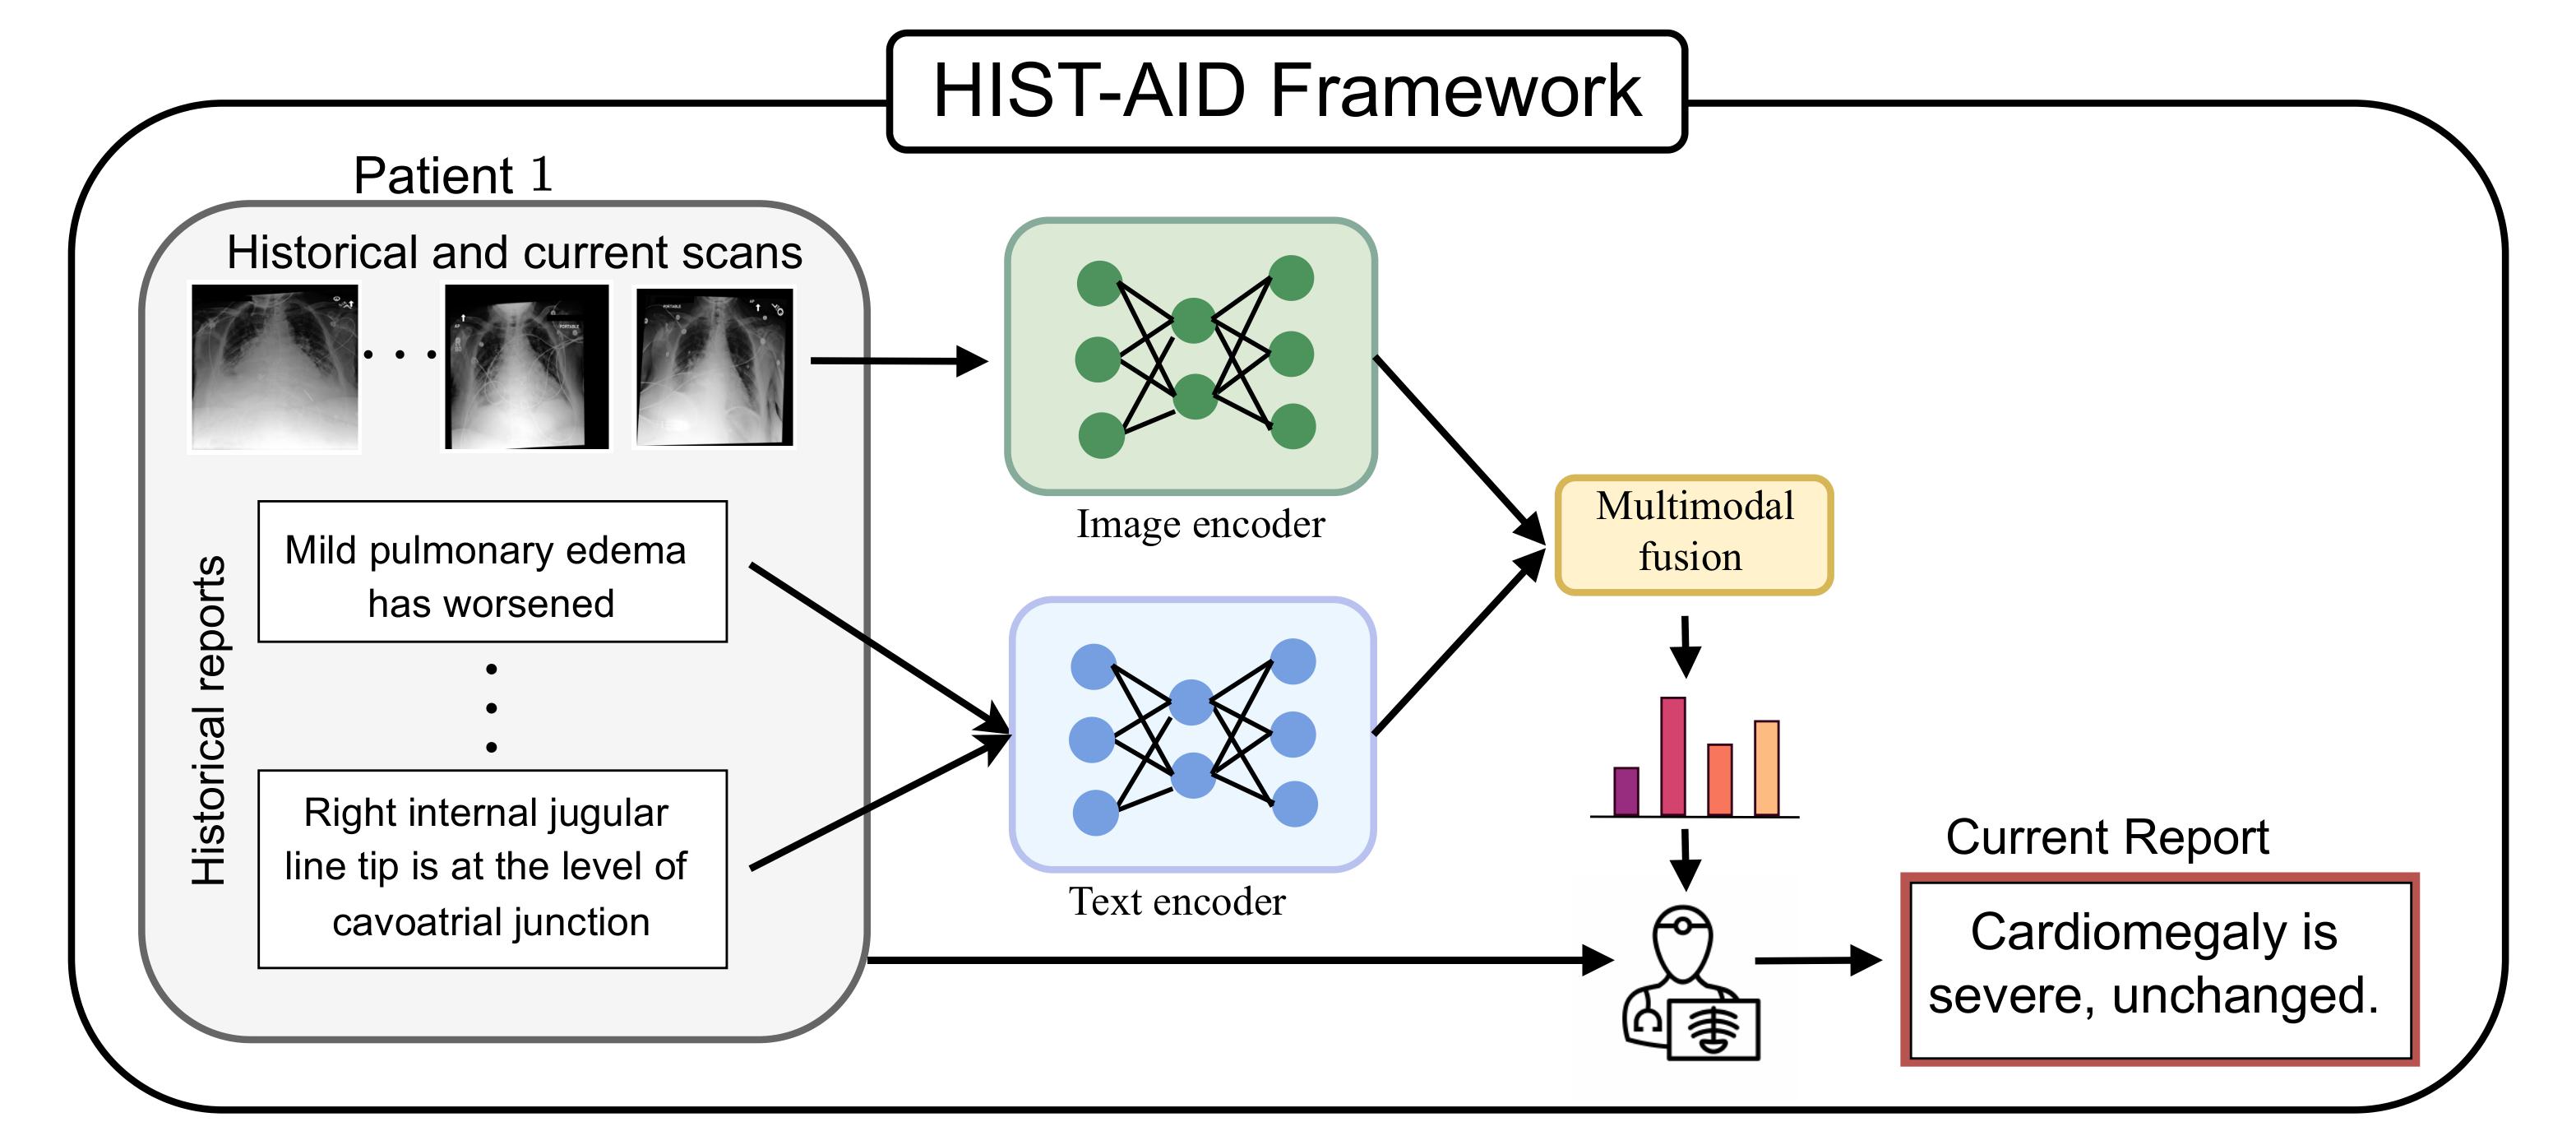 HIST-AID Framework
Patient 1
Historical and current scans
Historical reports
Mild pulmonary edema
has worsened
Right internal jugular
line tip is at the level of
cavoatrial junction
Image encoder
Text encoder
Multimodal
fusion
Current Report
Cardiomegaly is
severe, unchanged.